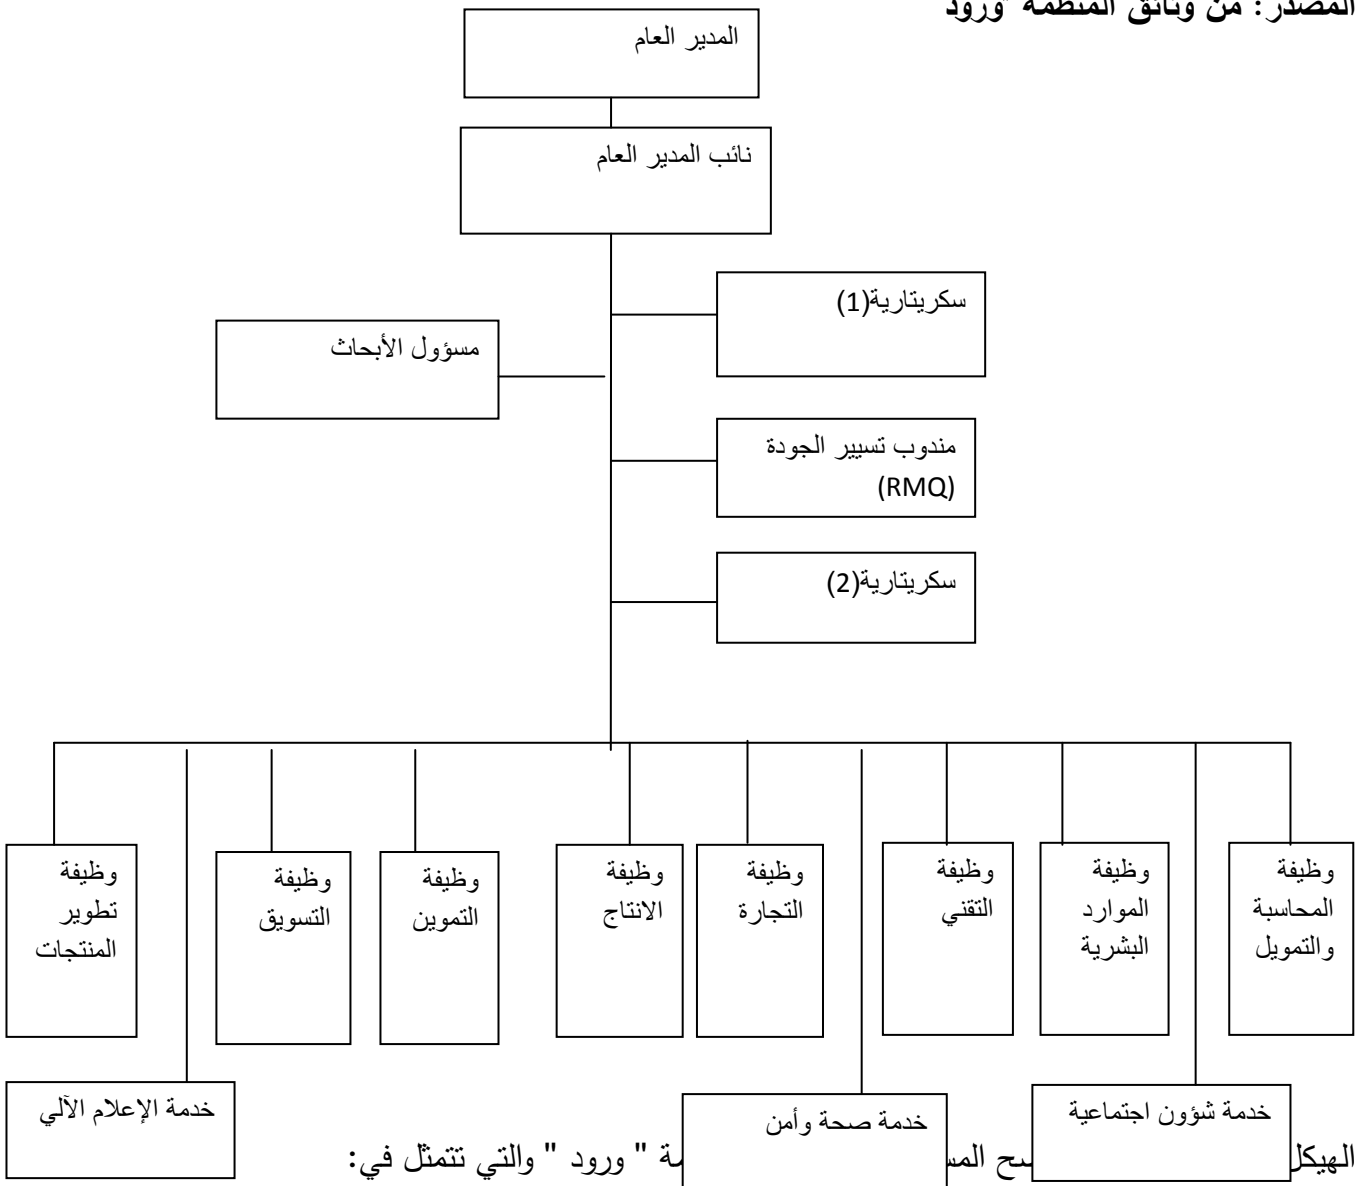 المصدر: من وثائق المنظمة "ورود
المدير العام
نائب المدير العام
سكريتارية(1)
مسؤول الأبحاث
مندوب تسيير الجودة
(RMQ)
سكريتارية(2)
وظيفة
المحاسبة
والتمويل
وظيفة
الموارد
البشرية
وظيفة
التقني
وظيفة
التجارة
وظيفة
الانتاج
وظيفة
التموين
وظيفة
التسويق
وظيفة
تطوير
المنتجات
خدمة شؤون اجتماعية
خدمة صحة وأمن
خدمة الإعلام الآلي
الهيكل " ورود " والتي تتمثل في: